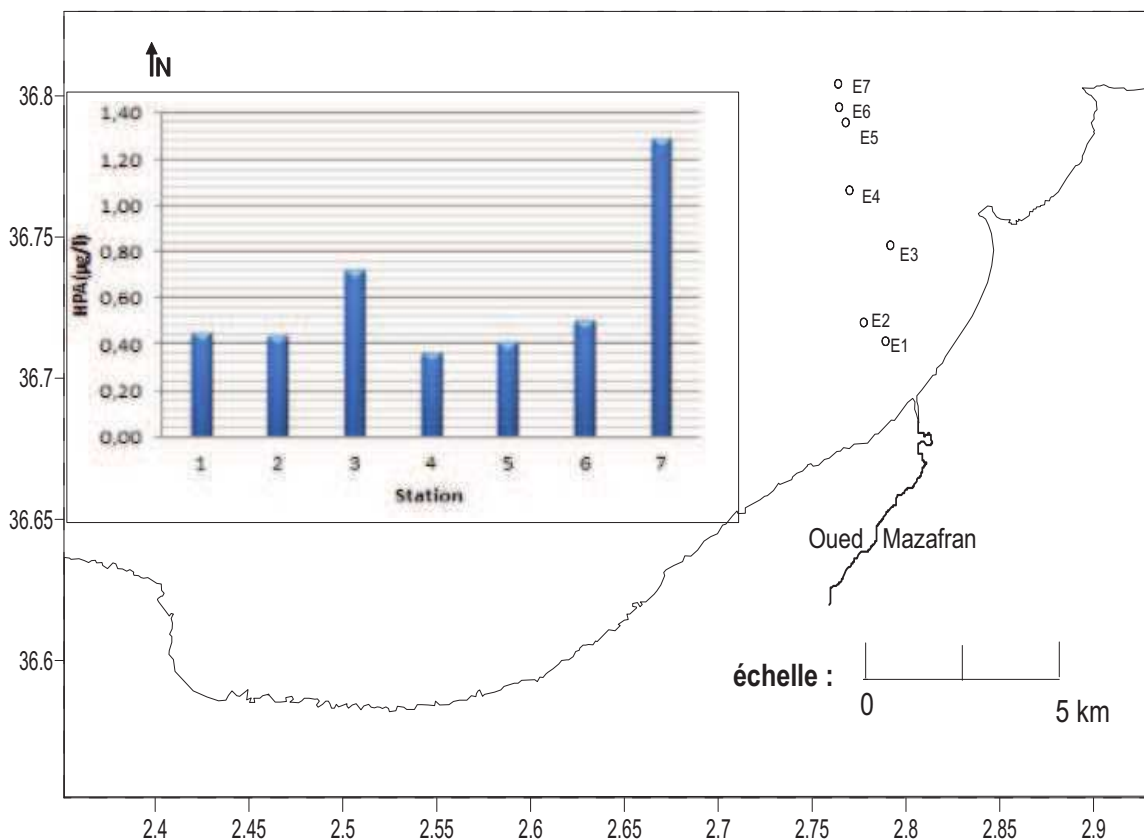 N
36.8
36.75
36.7
36.65
36.6
1,40
1,20
1,00
0,80
0,60
0,40
0,20
0,00
HPA(µg/l)
1 2 3 4 5 6 7
Station
E7
E6
E5
E4
E3
E2
E1
Oued Mazafran
échelle :
0 5 km
2.4 2.45 2.5 2.55 2.6 2.65 2.7 2.75 2.8 2.85 2.9